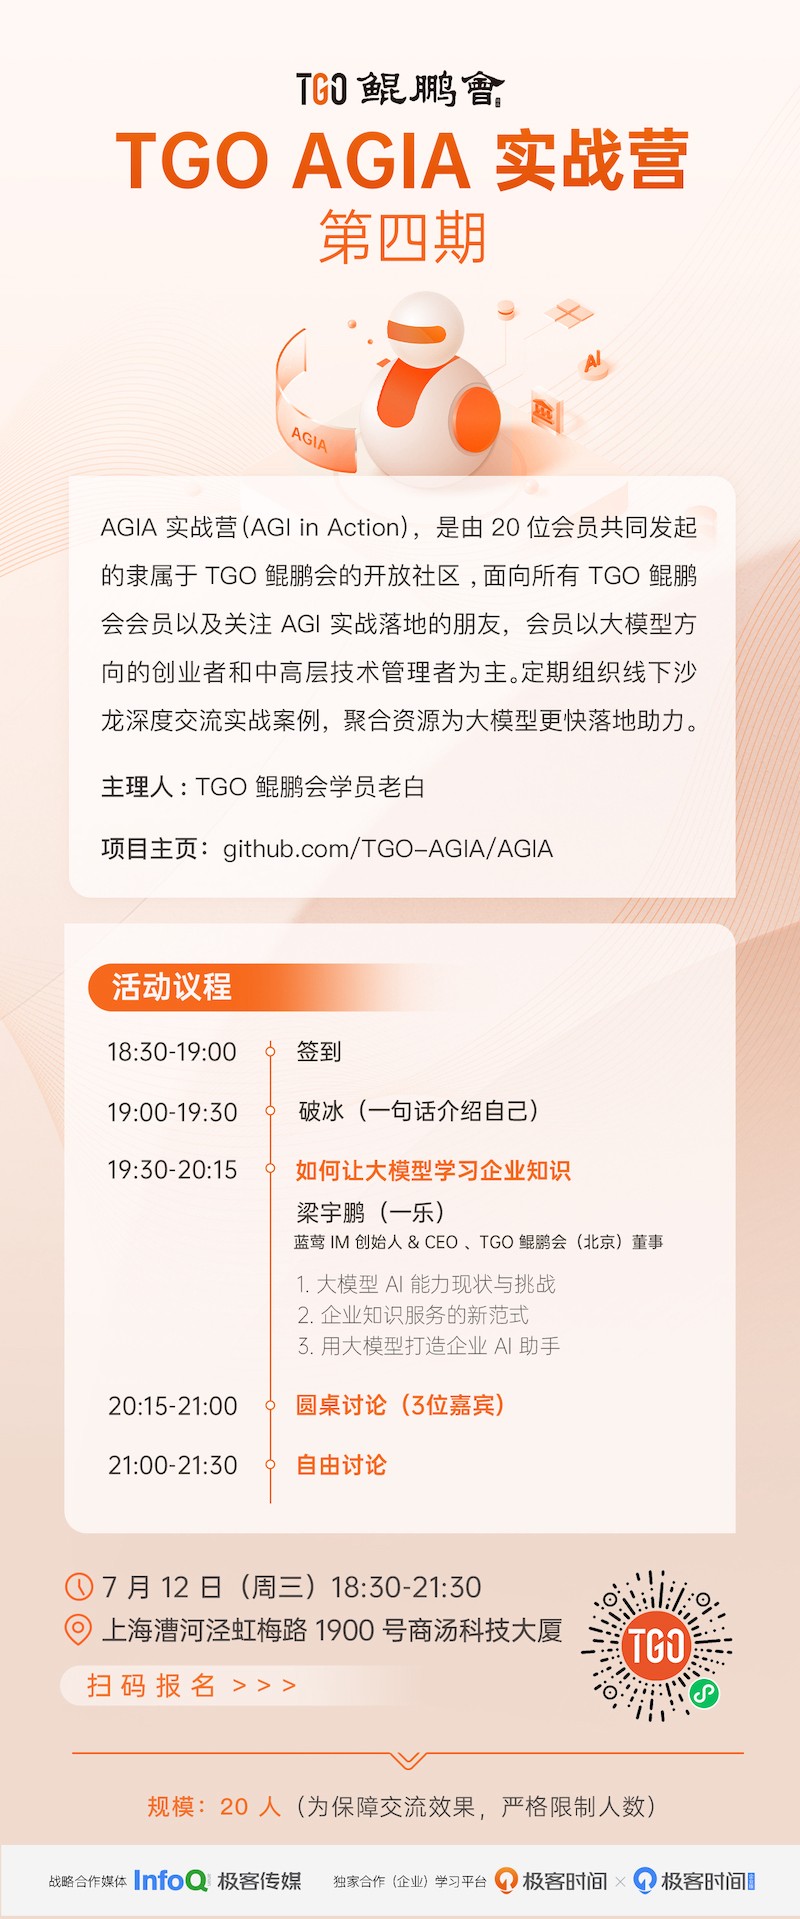 TGO 鲲鹏會
TGO AGIA 实战营
第四期
AI
AGIA
AGIA 实战营(AGI in Action)，是由 20 位会员共同发起
的隶属于 TGO 鲲鹏会的开放社区，面向所有 TGO 鲲鹏
会会员以及关注 AGI 实战落地的朋友，会员以大模型方
向的创业者和中高层技术管理者为主。定期组织线下沙
龙深度交流实战案例，聚合资源为大模型更快落地助力。
主理人：TGO 鲲鹏会学员老白
项目主页：github.com/TGO-AGIA/AGIA
活动议程
18:30-19:00 签到
19:00-19:30 破冰（一句话介绍自己）
19:30-20:15 如何让大模型学习企业知识
梁宇鹏（一乐）
蓝莺 IM 创始人 & CEO 、TGO 鲲鹏会（北京）董事
1. 大模型 AI 能力现状与挑战
2. 企业知识服务的新范式
3. 用大模型打造企业 AI 助手
20:15-21:00 圆桌讨论（3位嘉宾）
21:00-21:30 自由讨论
7 月 12 日（周三）18:30-21:30
上海漕河泾虹梅路 1900 号商汤科技大厦
TGO
扫码报名 > > >
规模：20 人（为保障交流效果，严格限制人数）
战略合作媒体 InfoQ 极客传媒 独家合作（企业）学习平台 极客时间 × 极客时间